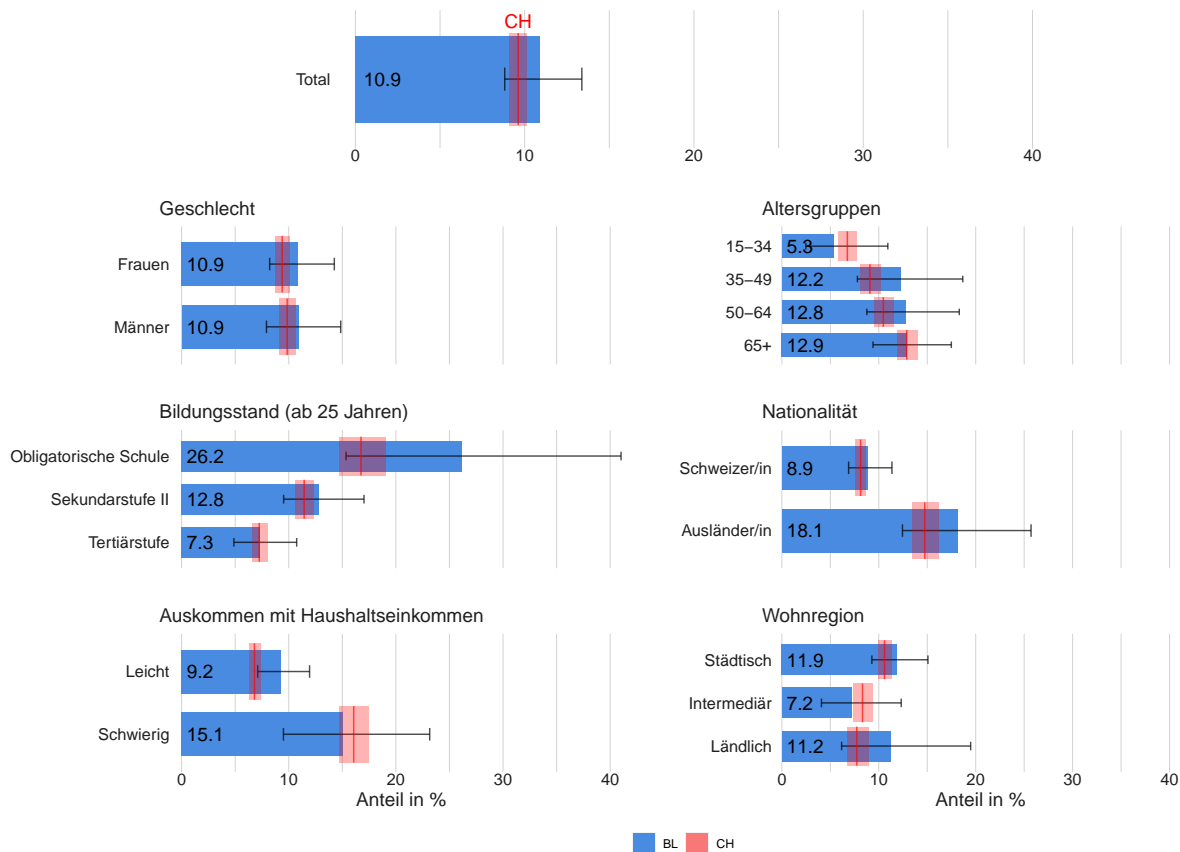 CH
Total
10.9
0 10 20 30 40
Geschlecht
Frauen 10.9
Männer 10.9
Altersgruppen
15–34 5.3
35–49 12.2
50–64 12.8
65+ 12.9
Bildungsstand (ab 25 Jahren)
Obligatorische Schule 26.2
Sekundarstufe II 12.8
Tertiärstufe 7.3
Nationalität
Schweizer/in 8.9
Ausländer/in 18.1
Auskommen mit Haushaltseinkommen
Leicht 9.2
Schwierig 15.1
0 10 20 30 40
Anteil in %
Wohnregion
Städtisch 11.9
Intermediär 7.2
Ländlich 11.2
0 10 20 30 40
Anteil in %
BL CH